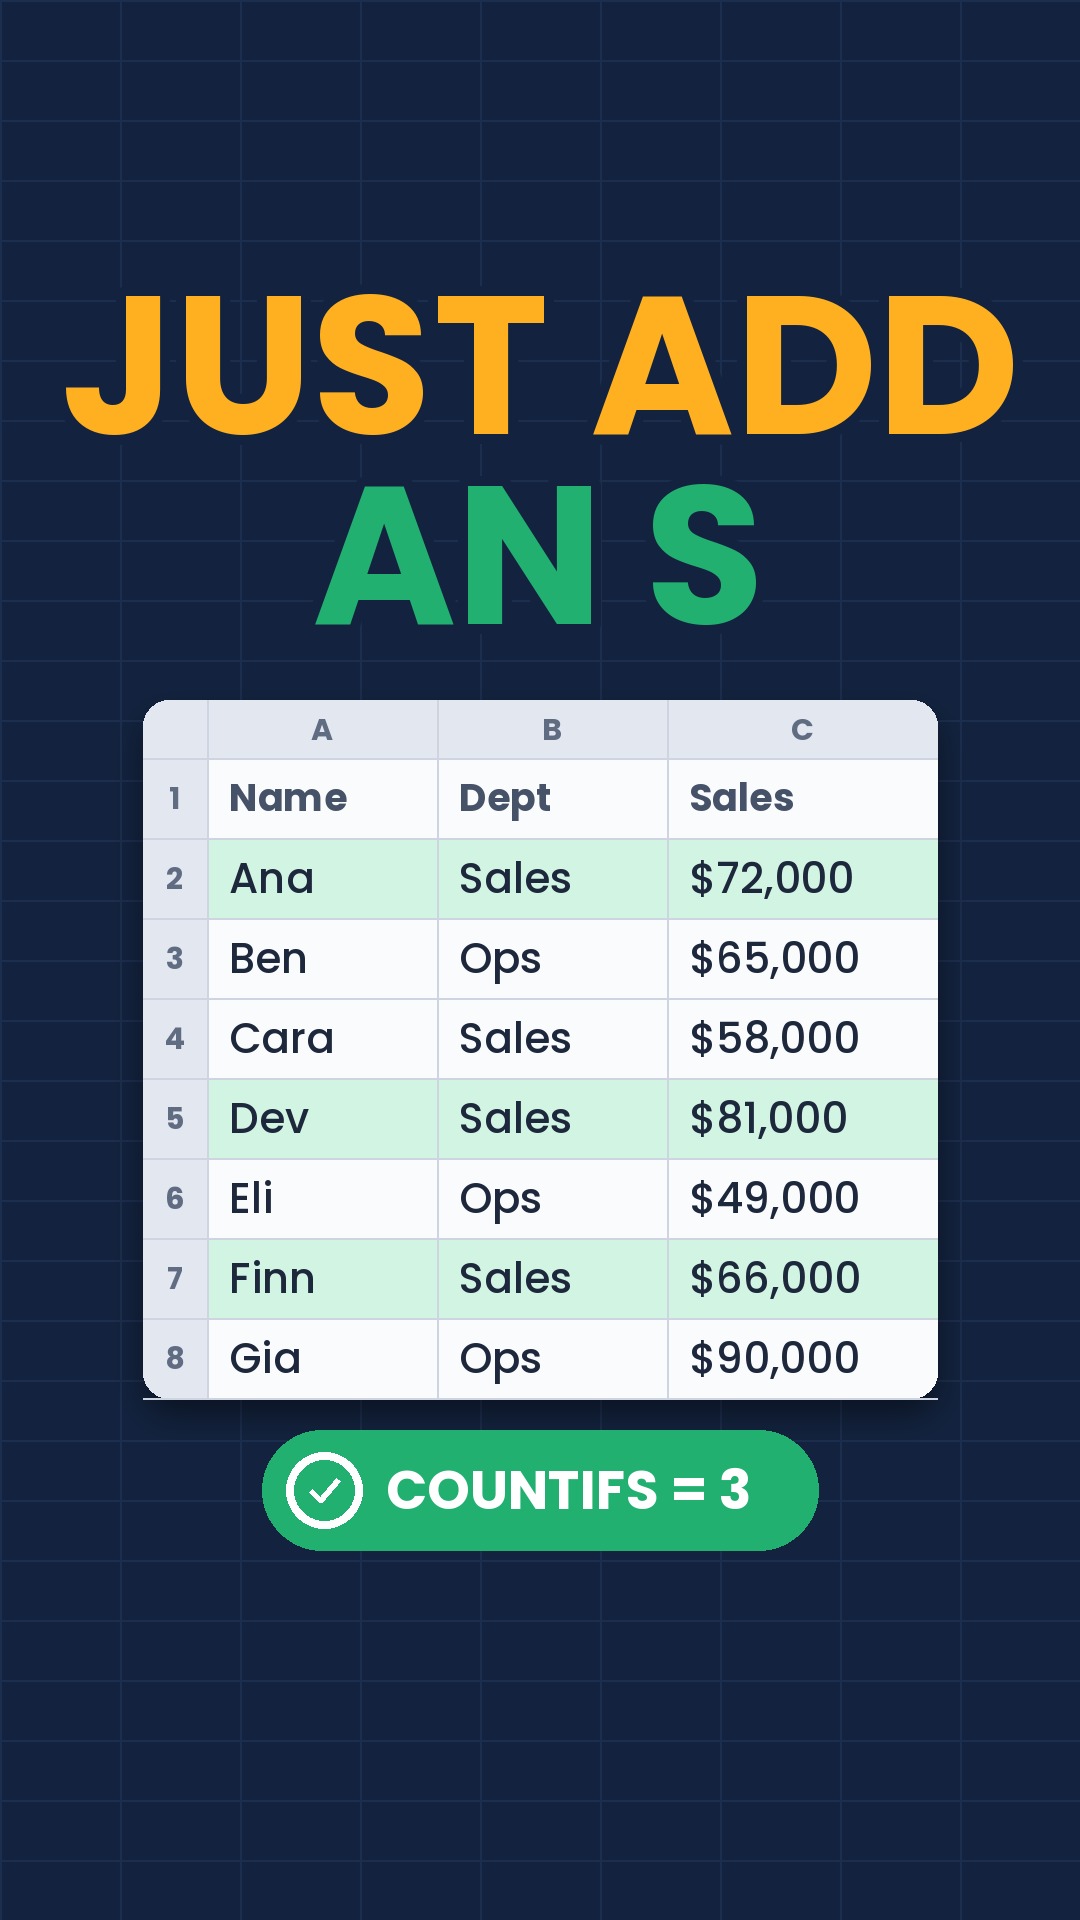 JUST ADD
AN S
A B C
1 Name Dept Sales
2 Ana Sales $72,000
3 Ben Ops $65,000
4 Cara Sales $58,000
5 Dev Sales $81,000
6 Eli Ops $49,000
7 Finn Sales $66,000
8 Gia Ops $90,000
COUNTIFS = 3